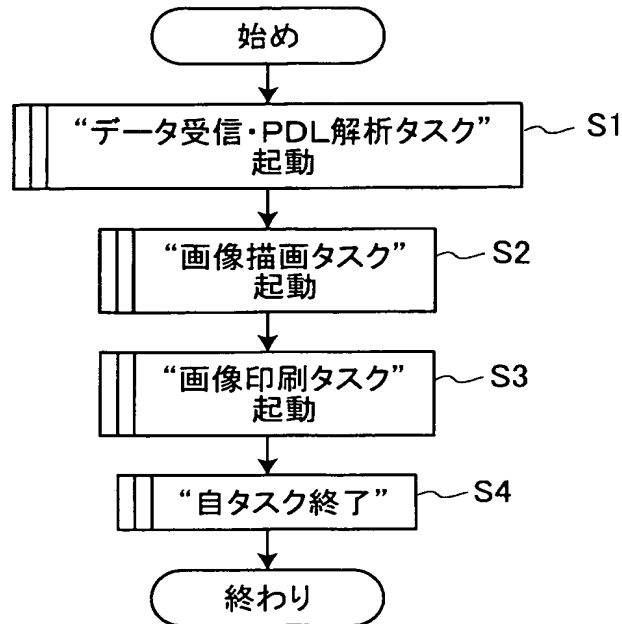 始め
“データ受信・PDL解析タスク”
起動
S1
“画像描画タスク”
起動
S2
“画像印刷タスク”
起動
S3
“自タスク終了”
S4
終わり